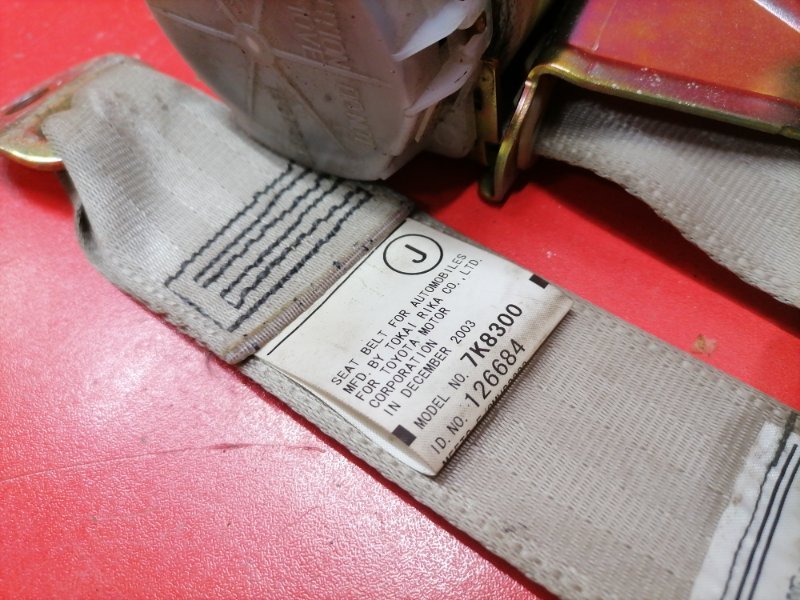 J
SEAT BELT FOR AUTOMOBILES
MFD. BY TOKAI RIKA CO., LTD.
FOR TOYOTA MOTOR
CORPORATION
IN DECEMBER 2003
MODEL NO. 7K8300
ID.NO. 126684